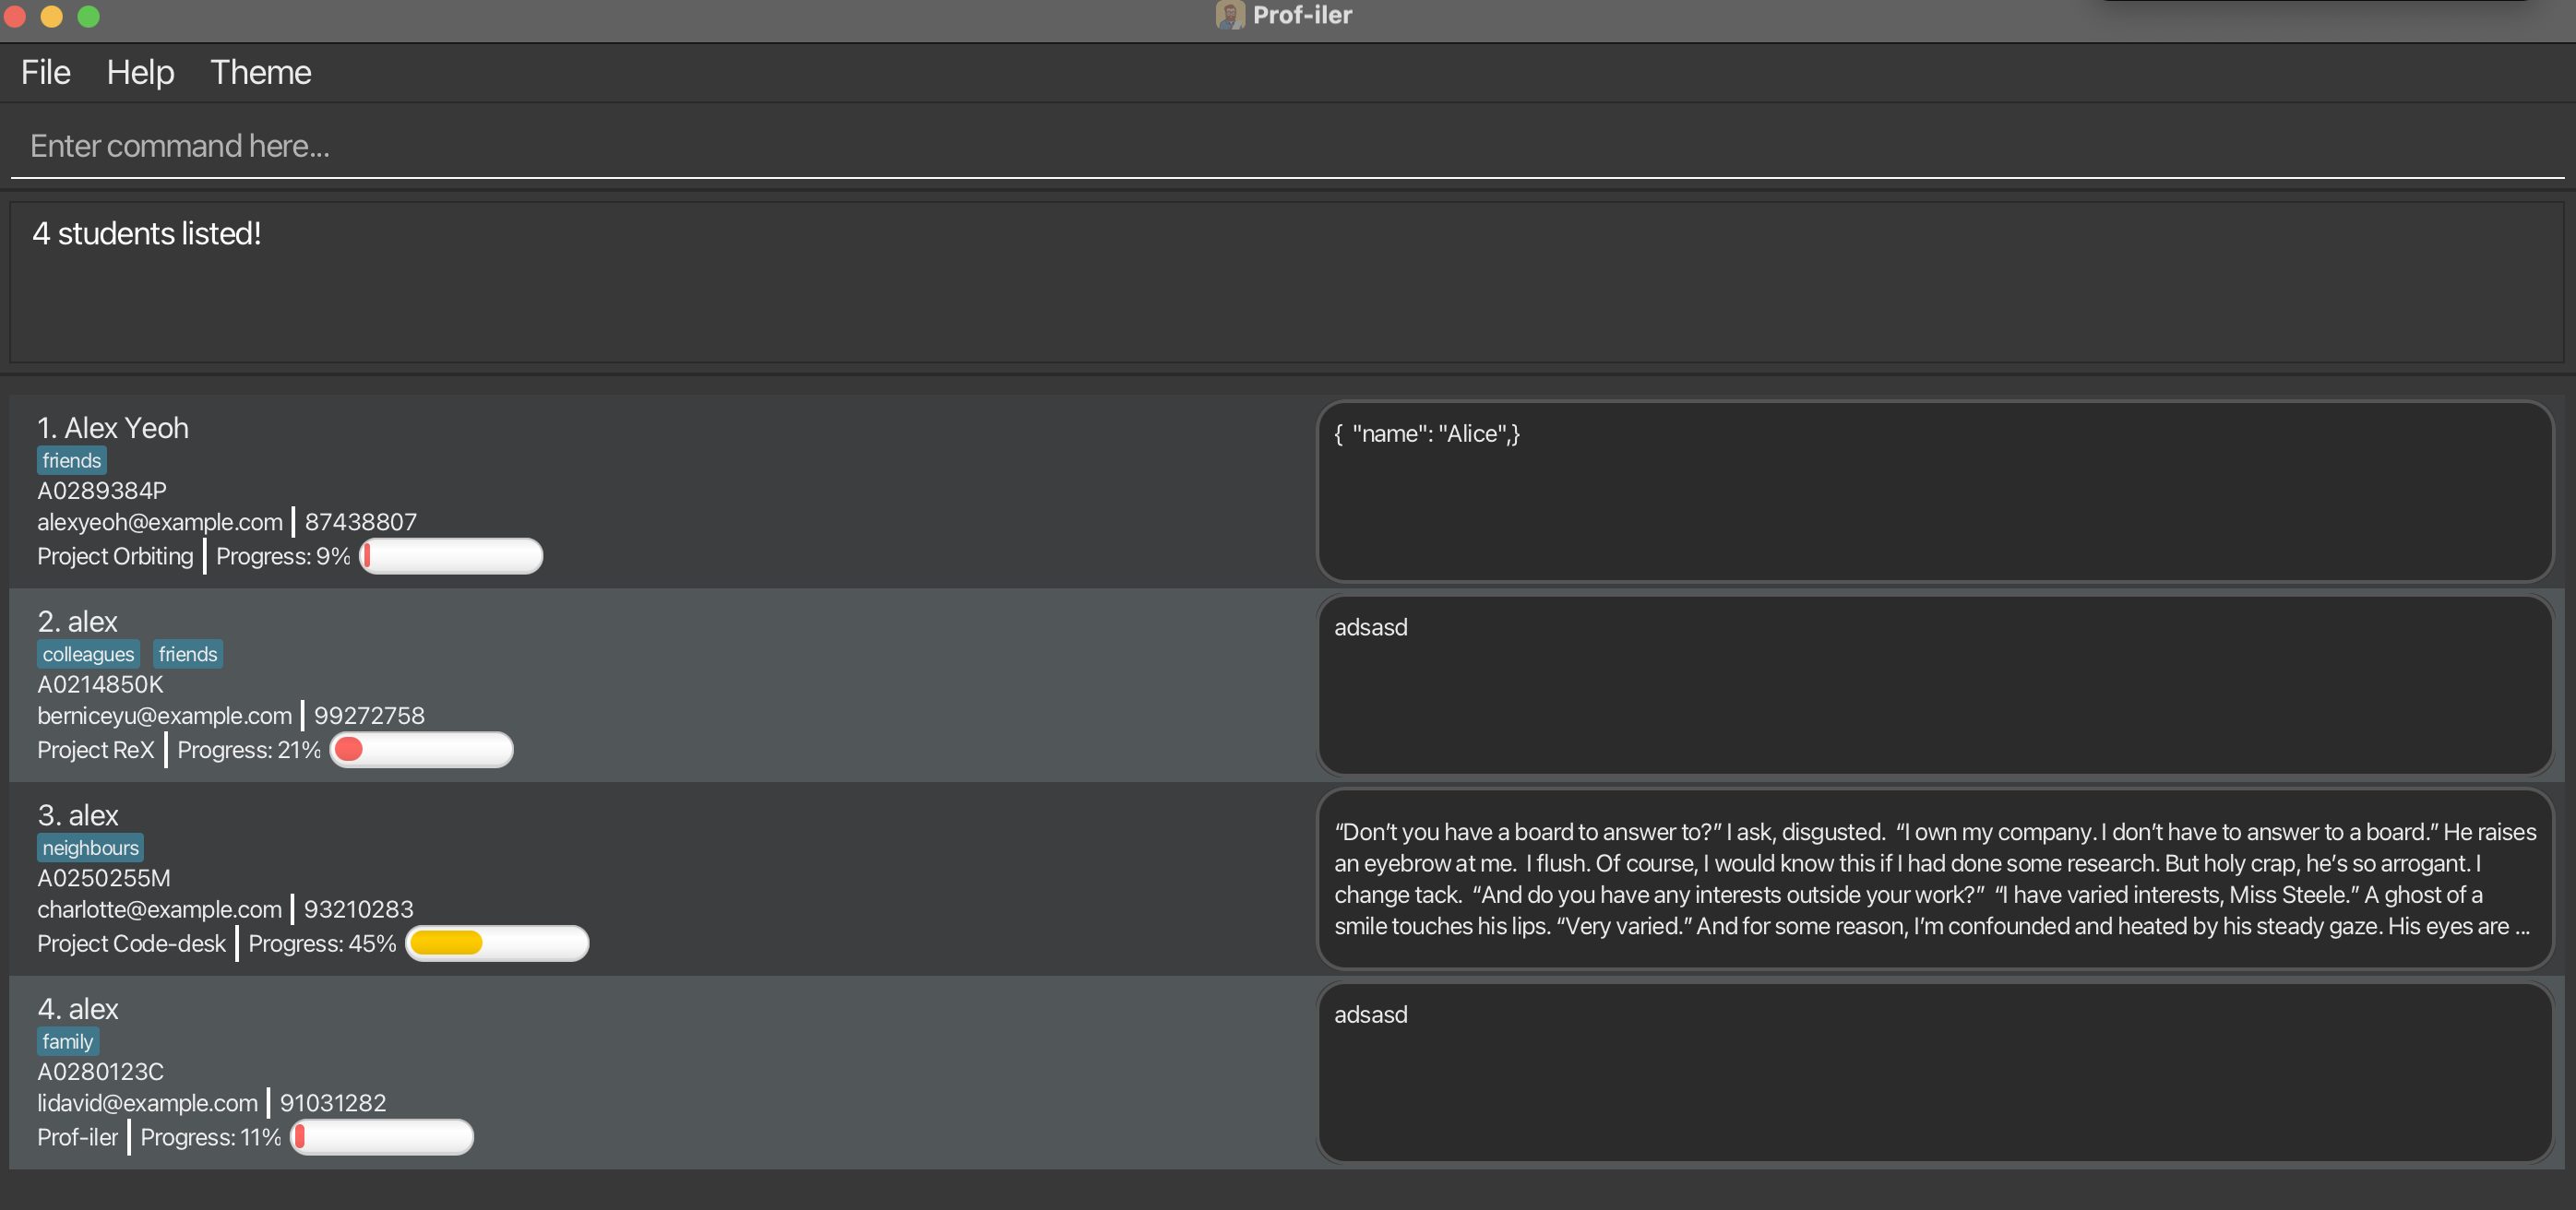 Prof-iler
File Help Theme
Enter command here...
4 students listed!
1. Alex Yeoh
friends
A0289384P
alexyeoh@example.com | 87438807
Project Orbiting | Progress: 9%
{ "name": "Alice",}
2. alex
colleagues friends
A0214850K
berniceyu@example.com | 99272758
Project ReX | Progress: 21%
adsasd
3. alex
neighbours
A0250255M
charlotte@example.com | 93210283
Project Code-desk | Progress: 45%
“Don’t you have a board to answer to?” I ask, disgusted. “I own my company. I don’t have to answer to a board.” He raises
an eyebrow at me. I flush. Of course, I would know this if I had done some research. But holy crap, he’s so arrogant. I
change tack. “And do you have any interests outside your work?” “I have varied interests, Miss Steele.” A ghost of a
smile touches his lips. “Very varied.” And for some reason, I’m confounded and heated by his steady gaze. His eyes are ...
4. alex
family
A0280123C
lidavid@example.com | 91031282
Prof-iler | Progress: 11%
adsasd